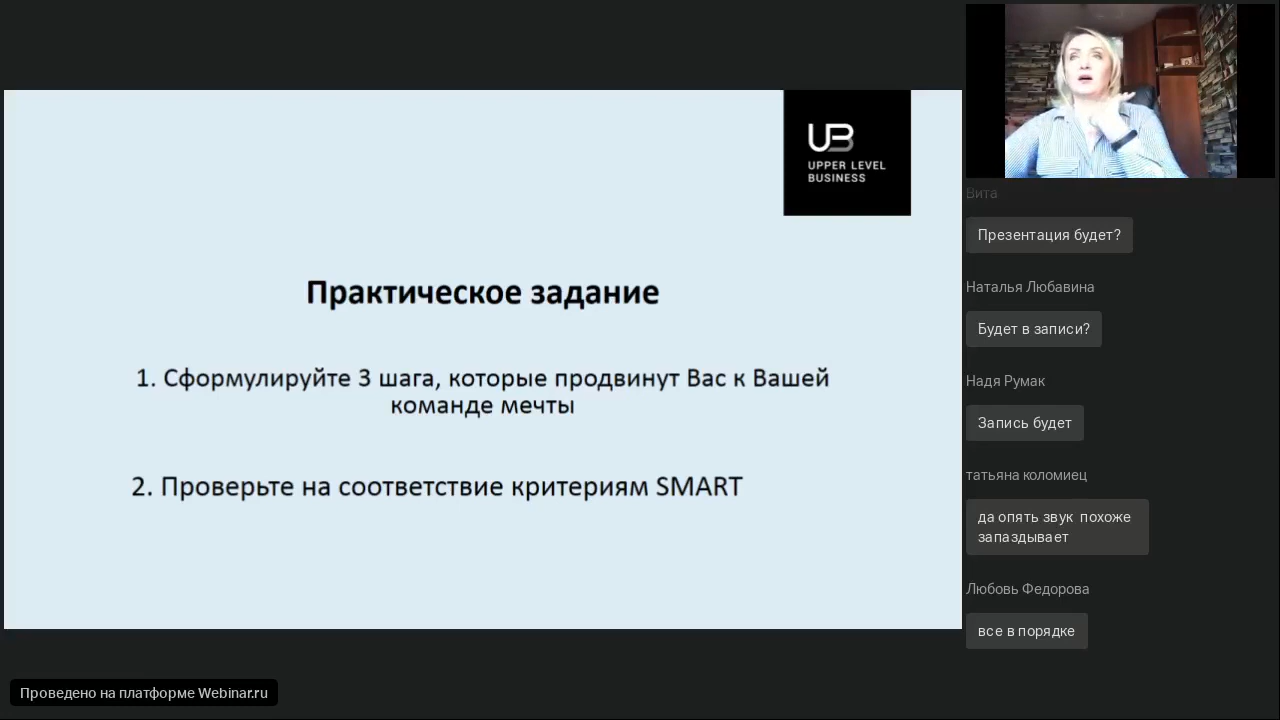 UB
UPPER LEVEL
BUSINESS
Практическое задание
1. Сформулируйте 3 шага, которые продвинут Вас к Вашей
команде мечты
2. Проверьте на соответствие критериям SMART
Вита
Презентация будет?
Наталья Любавина
Будет в записи?
Надя Румак
Запись будет
татьяна коломиец
да опять звук похоже
запаздывает
Любовь Федорова
все в порядке
Проведено на платформе Webinar.ru